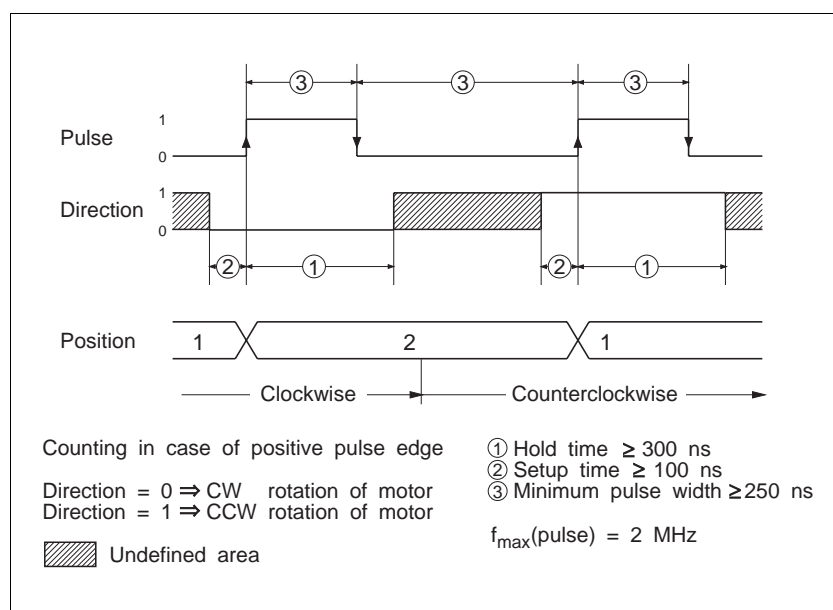 ③ ③ ③
Pulse 1 0
Direction 1 0
② ① ② ①
Position 1 2 1
Clockwise Counterclockwise
Counting in case of positive pulse edge
Direction = 0 ⇒ CW rotation of motor
Direction = 1 ⇒ CCW rotation of motor
Undefined area
① Hold time ≥ 300 ns
② Setup time ≥ 100 ns
③ Minimum pulse width ≥250 ns
fmax(pulse) = 2 MHz